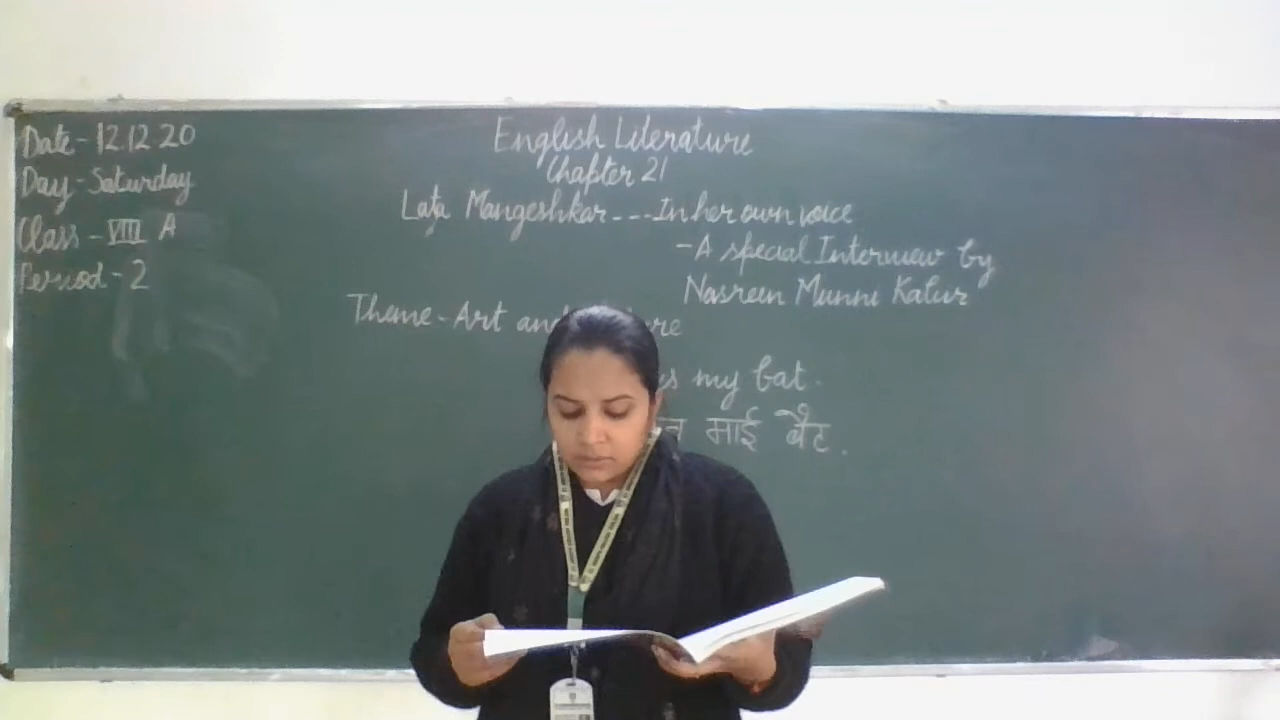 Date - 12.12.20
Day - Saturday
Class - VIII A
Period - 2
English Literature
Chapter 21
Lata Mangeshkar --- In her own voice
- A special Interview by
Nasreen Munni Kabir
Theme - Art and
my bat.
माई बैट.